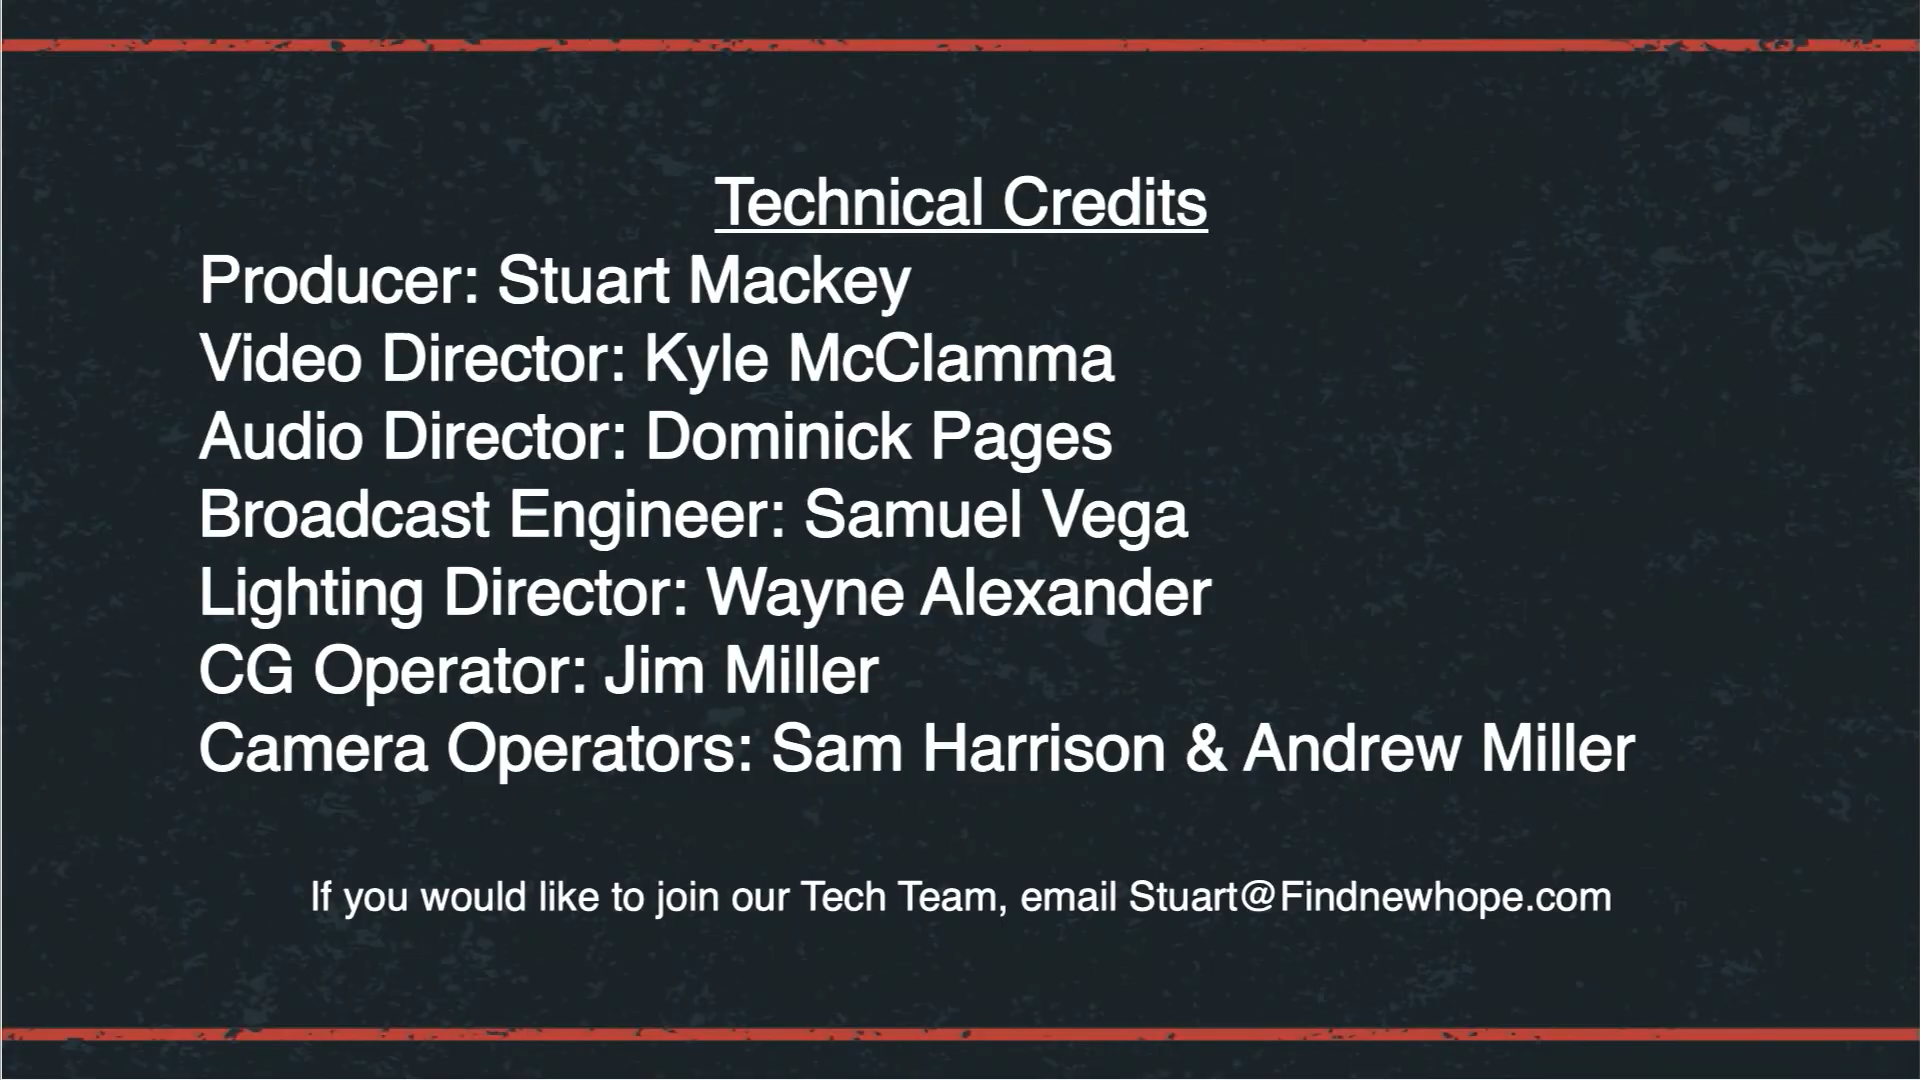 Technical Credits
Producer: Stuart Mackey
Video Director: Kyle McClamma
Audio Director: Dominick Pages
Broadcast Engineer: Samuel Vega
Lighting Director: Wayne Alexander
CG Operator: Jim Miller
Camera Operators: Sam Harrison & Andrew Miller
If you would like to join our Tech Team, email Stuart@Findnewhope.com